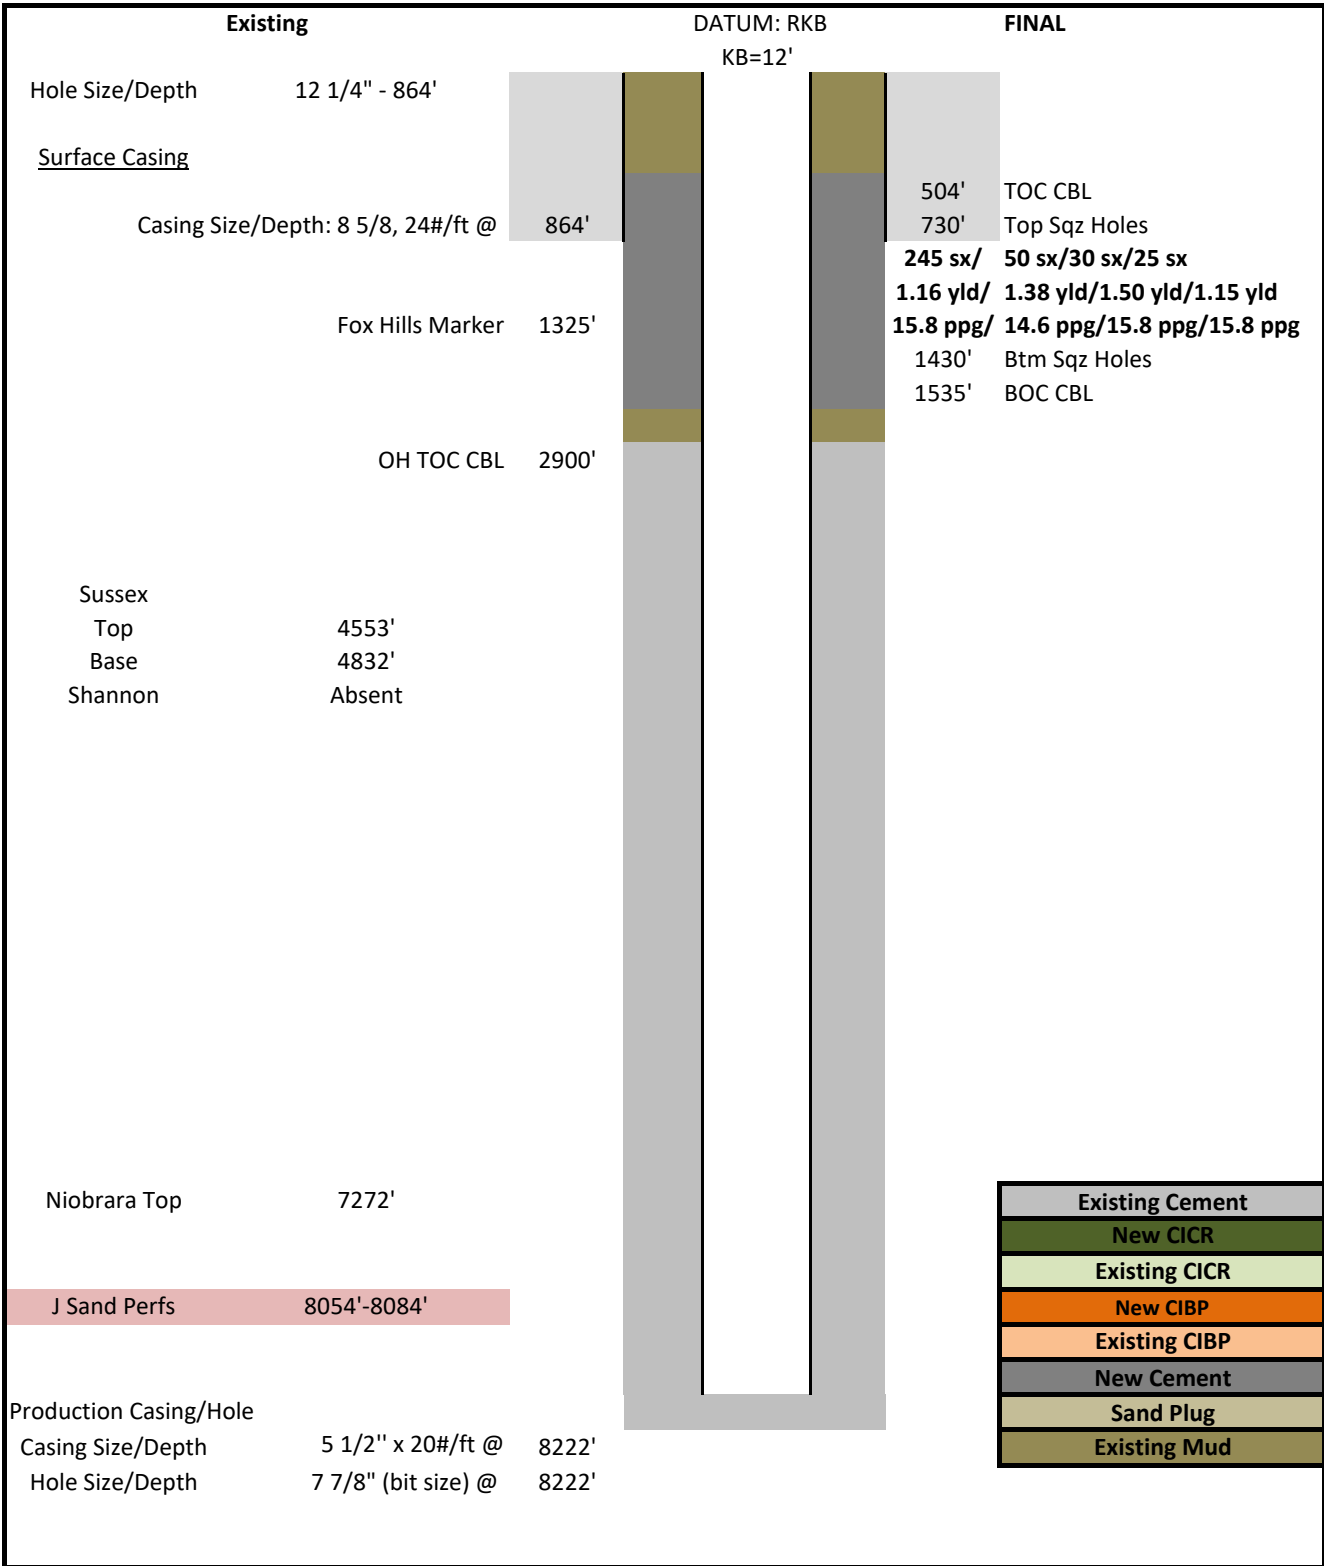 Existing DATUM: RKB FINAL
KB=12'
Hole Size/Depth 12 1/4" - 864'
Surface Casing
504' TOC CBL
Casing Size/Depth: 8 5/8, 24#/ft @ 864' 730' Top Sqz Holes
245 sx/ 50 sx/30 sx/25 sx
1.16 yld/ 1.38 yld/1.50 yld/1.15 yld
Fox Hills Marker 1325' 15.8 ppg/ 14.6 ppg/15.8 ppg/15.8 ppg
1430' Btm Sqz Holes
1535' BOC CBL
OH TOC CBL 2900'
Sussex
Top 4553'
Base 4832'
Shannon Absent
Niobrara Top 7272' Existing Cement
New CICR
Existing CICR
J Sand Perfs 8054'-8084' New CIBP
Existing CIBP
New Cement
Production Casing/Hole Sand Plug
Casing Size/Depth 5 1/2'' x 20#/ft @ 8222' Existing Mud
Hole Size/Depth 7 7/8" (bit size) @ 8222'